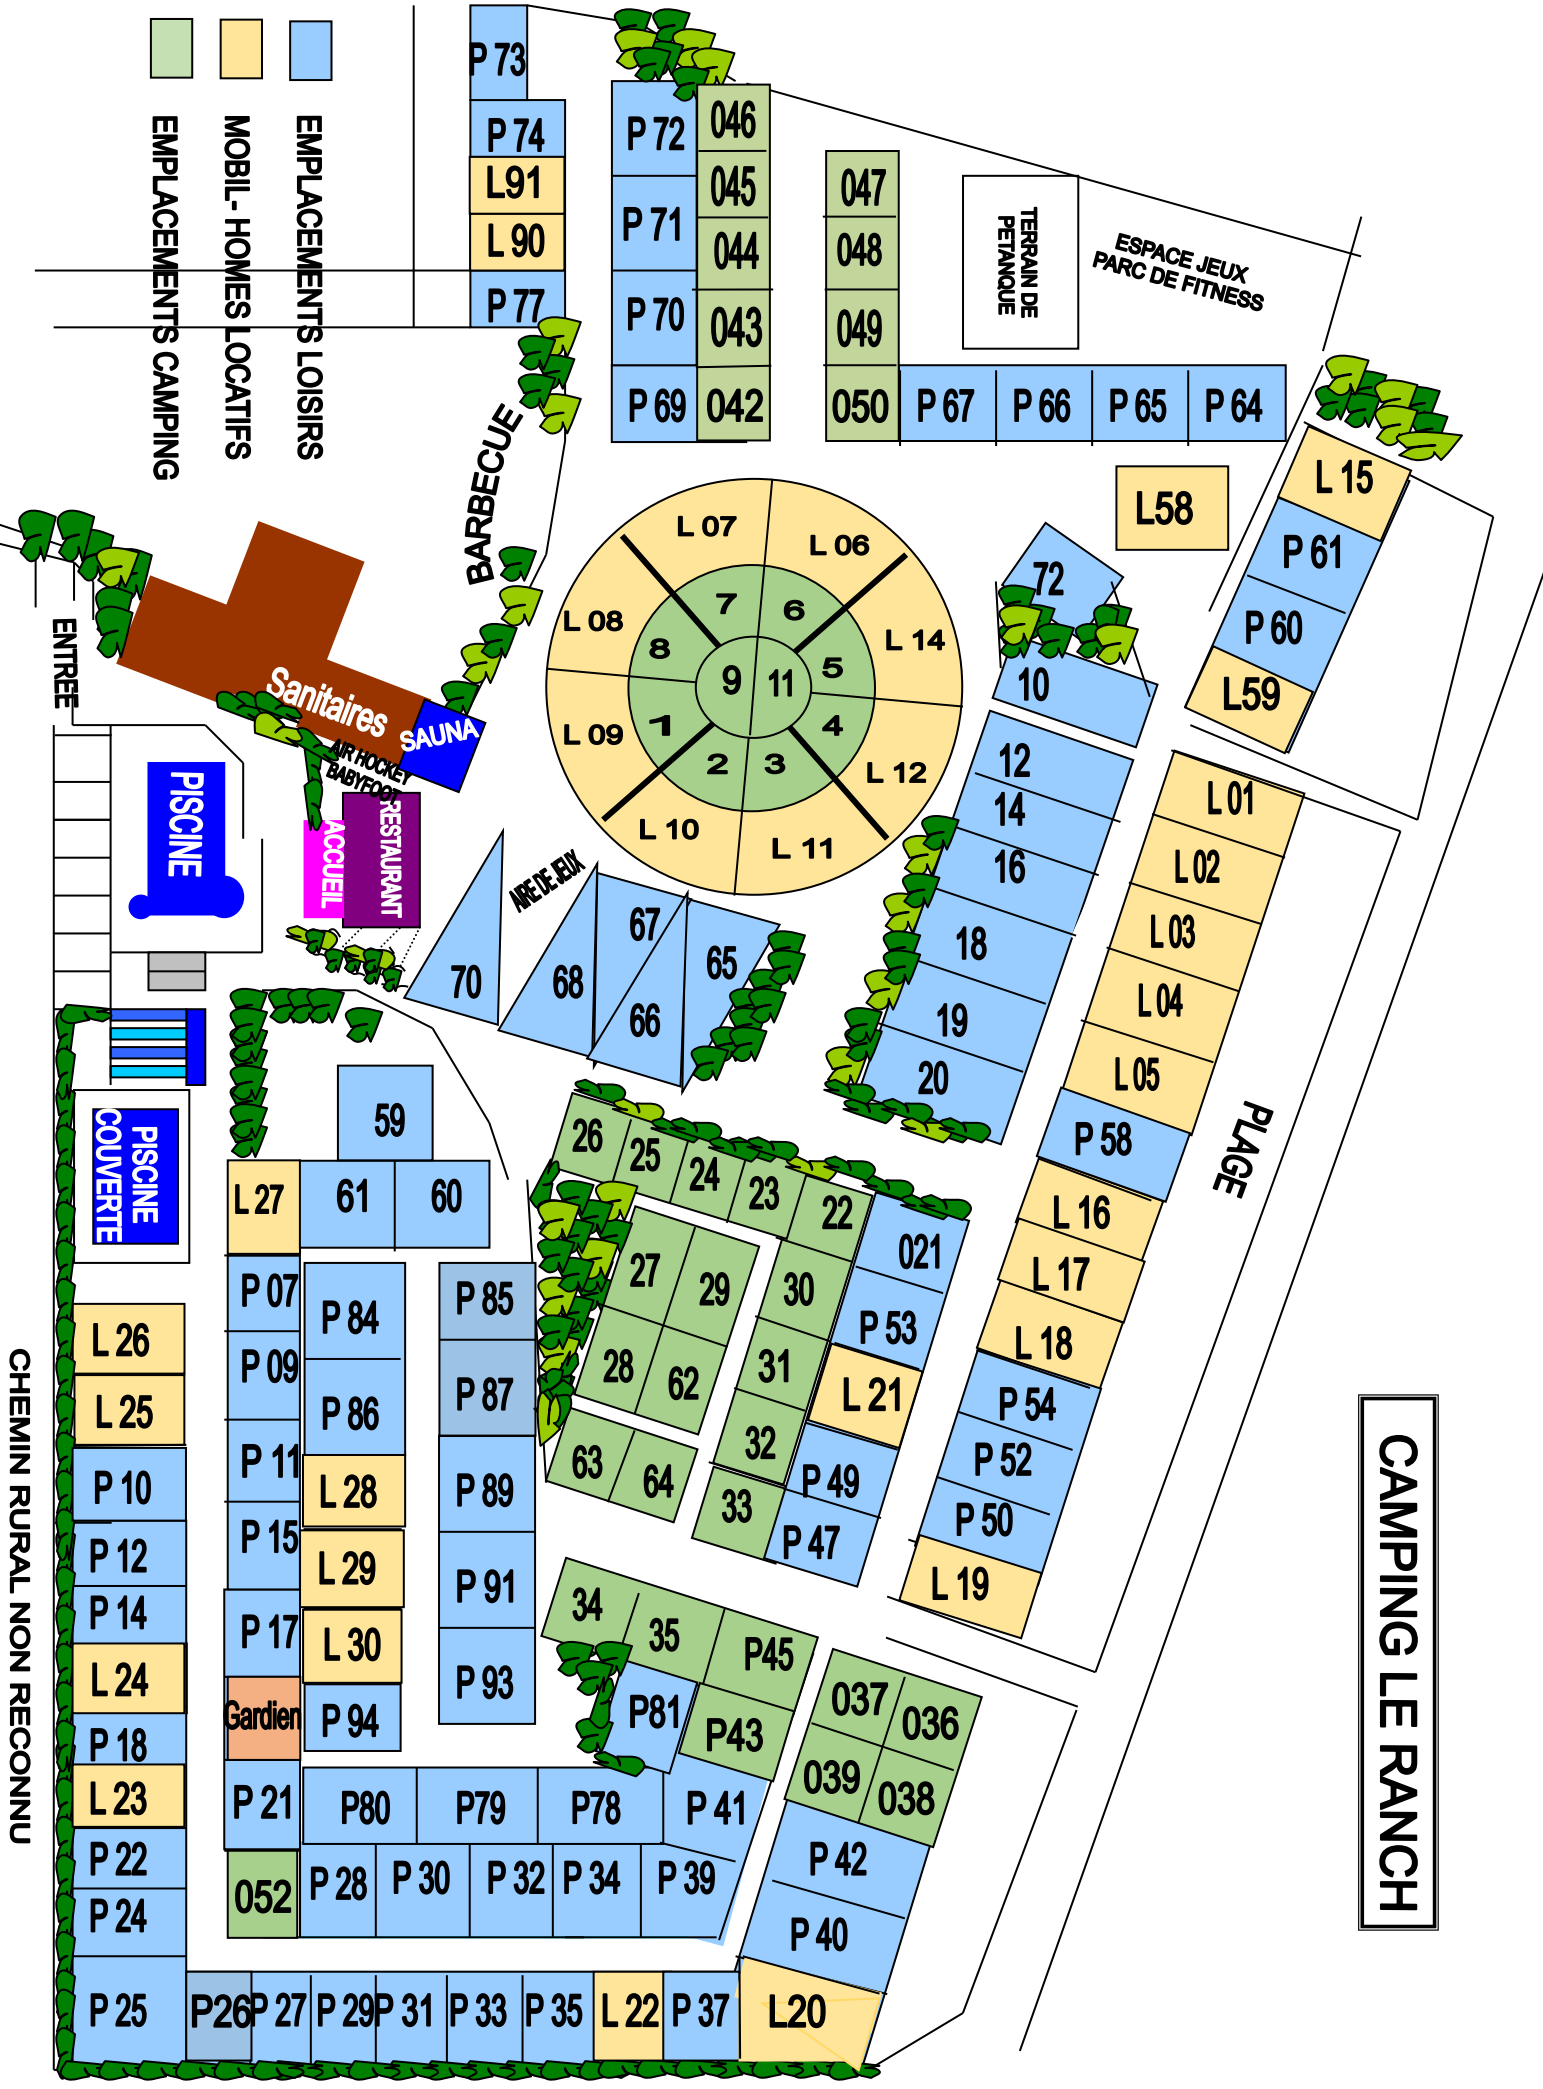 CAMPING LE RANCH
EMPLACEMENTS LOISIRS
MOBIL-HOMES LOCATIFS
EMPLACEMENTS CAMPING
P 73
P 74
L91
L 90
P 77
P 72
P 71
P 70
P 69
046
045
044
043
042
047
048
049
050
TERRAIN DE
PETANQUE
ESPACE JEUX
PARC DE FITNESS
P 67
P 66
P 65
P 64
L58
L 15
P 61
P 60
L59
BARBECUE
ENTREE
Sanitaires
SAUNA
AIR HOCKEY
BABYFOOT
RESTAURANT
ACCUEIL
PISCINE
PISCINE
COUVERTE
AIRE DE JEUX
L 07
L 06
L 08
L 14
L 09
L 12
L 10
L 11
7
6
8
5
9
11
1
4
2
3
72
10
12
14
16
18
19
20
L 01
L 02
L 03
L 04
L 05
P 58
L 16
L 17
L 18
P 54
P 52
P 50
L 19
PLAGE
70
68
67
66
65
59
61
60
L 27
P 07
P 09
P 11
P 15
P 17
Gardien
P 21
052
P 84
P 86
L 28
L 29
L 30
P 94
P 85
P 87
P 89
P 91
P 93
26
25
24
23
22
27
29
28
62
63
64
30
31
32
33
021
P 53
L 21
P 49
P 47
34
35
P45
P43
P81
037
036
039
038
P 42
P 40
L20
P80
P79
P78
P 41
P 28
P 30
P 32
P 34
P 39
L 26
L 25
P 10
P 12
P 14
L 24
P 18
L 23
P 22
P 24
P 25
P26
P 27
P 29
P 31
P 33
P 35
L 22
P 37
CHEMIN RURAL NON RECONNU